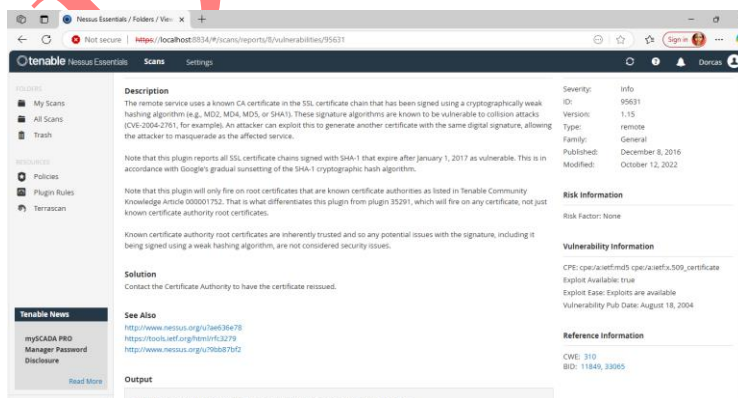 Nessus Essentials / Folders / View
Not secure
https://localhost:8834/#/scans/reports/8/vulnerabilities/95631
Sign in
tenable Nessus Essentials
Scans
Settings
Dorcas
FOLDERS
My Scans
All Scans
Trash
RESOURCES
Policies
Plugin Rules
Terrascan
Tenable News
mySCADA PRO
Manager Password
Disclosure
Read More
Description
The remote service uses a known CA certificate in the SSL certificate chain that has been signed using a cryptographically weak
hashing algorithm (e.g., MD2, MD4, MD5, or SHA1). These signature algorithms are known to be vulnerable to collision attacks
(CVE-2004-2761, for example). An attacker can exploit this to generate another certificate with the same digital signature, allowing
the attacker to masquerade as the affected service.
Note that this plugin reports all SSL certificate chains signed with SHA-1 that expire after January 1, 2017 as vulnerable. This is in
accordance with Google's gradual sunsetting of the SHA-1 cryptographic hash algorithm.
Note that this plugin will only fire on root certificates that are known certificate authorities as listed in Tenable Community
Knowledge Article 000001752. That is what differentiates this plugin from plugin 35291, which will fire on any certificate, not just
known certificate authority root certificates.
Known certificate authority root certificates are inherently trusted and so any potential issues with the signature, including it
being signed using a weak hashing algorithm, are not considered security issues.
Solution
Contact the Certificate Authority to have the certificate reissued.
See Also
http://www.nessus.org/u?ae636e78
https://tools.ietf.org/html/rfc3279
http://www.nessus.org/u?9bb87bf2
Output
Severity: Info
ID: 95631
Version: 1.15
Type: remote
Family: General
Published: December 8, 2016
Modified: October 12, 2022
Risk Information
Risk Factor: None
Vulnerability Information
CPE: cpe:/a:ietf:md5 cpe:/a:ietf:x.509_certificate
Exploit Available: true
Exploit Ease: Exploits are available
Vulnerability Pub Date: August 18, 2004
Reference Information
CWE: 310
BID: 11849, 33065